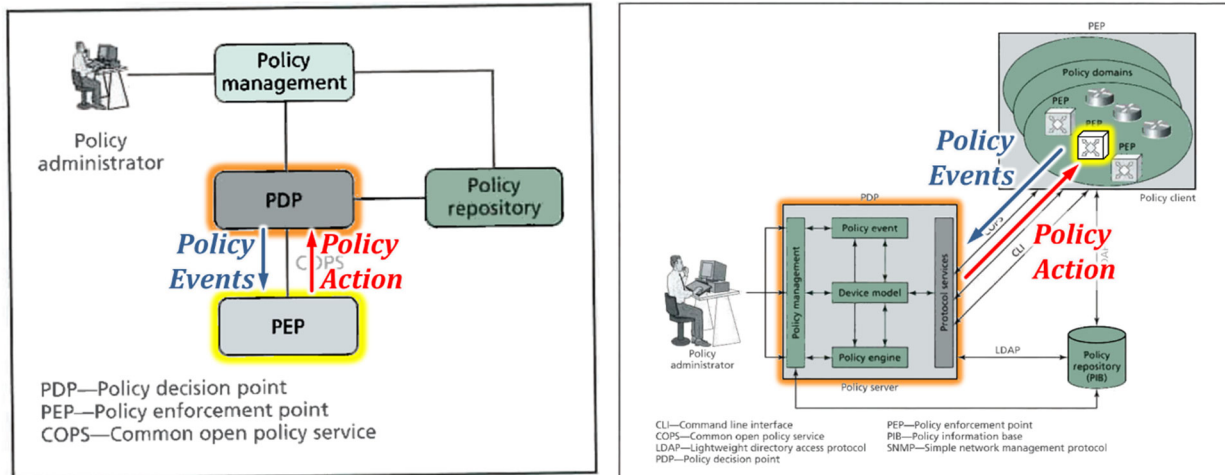 Policy
management
Policy
administrator
PDP
Policy
repository
Policy
Events
Policy
Action
COPS
PEP
PDP—Policy decision point
PEP—Policy enforcement point
COPS—Common open policy service
PEP
Policy domains
PEP
PEP
PEP
Policy client
Policy
Events
Policy
Action
COPS
CLI
PDP
Policy management
Policy event
Device model
Policy engine
Protocol services
Policy server
Policy
administrator
LDAP
Policy
repository
(PIB)
CLI—Command line interface
COPS—Common open policy service
LDAP—Lightweight directory access protocol
PDP—Policy decision point
PEP—Policy enforcement point
PIB—Policy information base
SNMP—Simple network management protocol